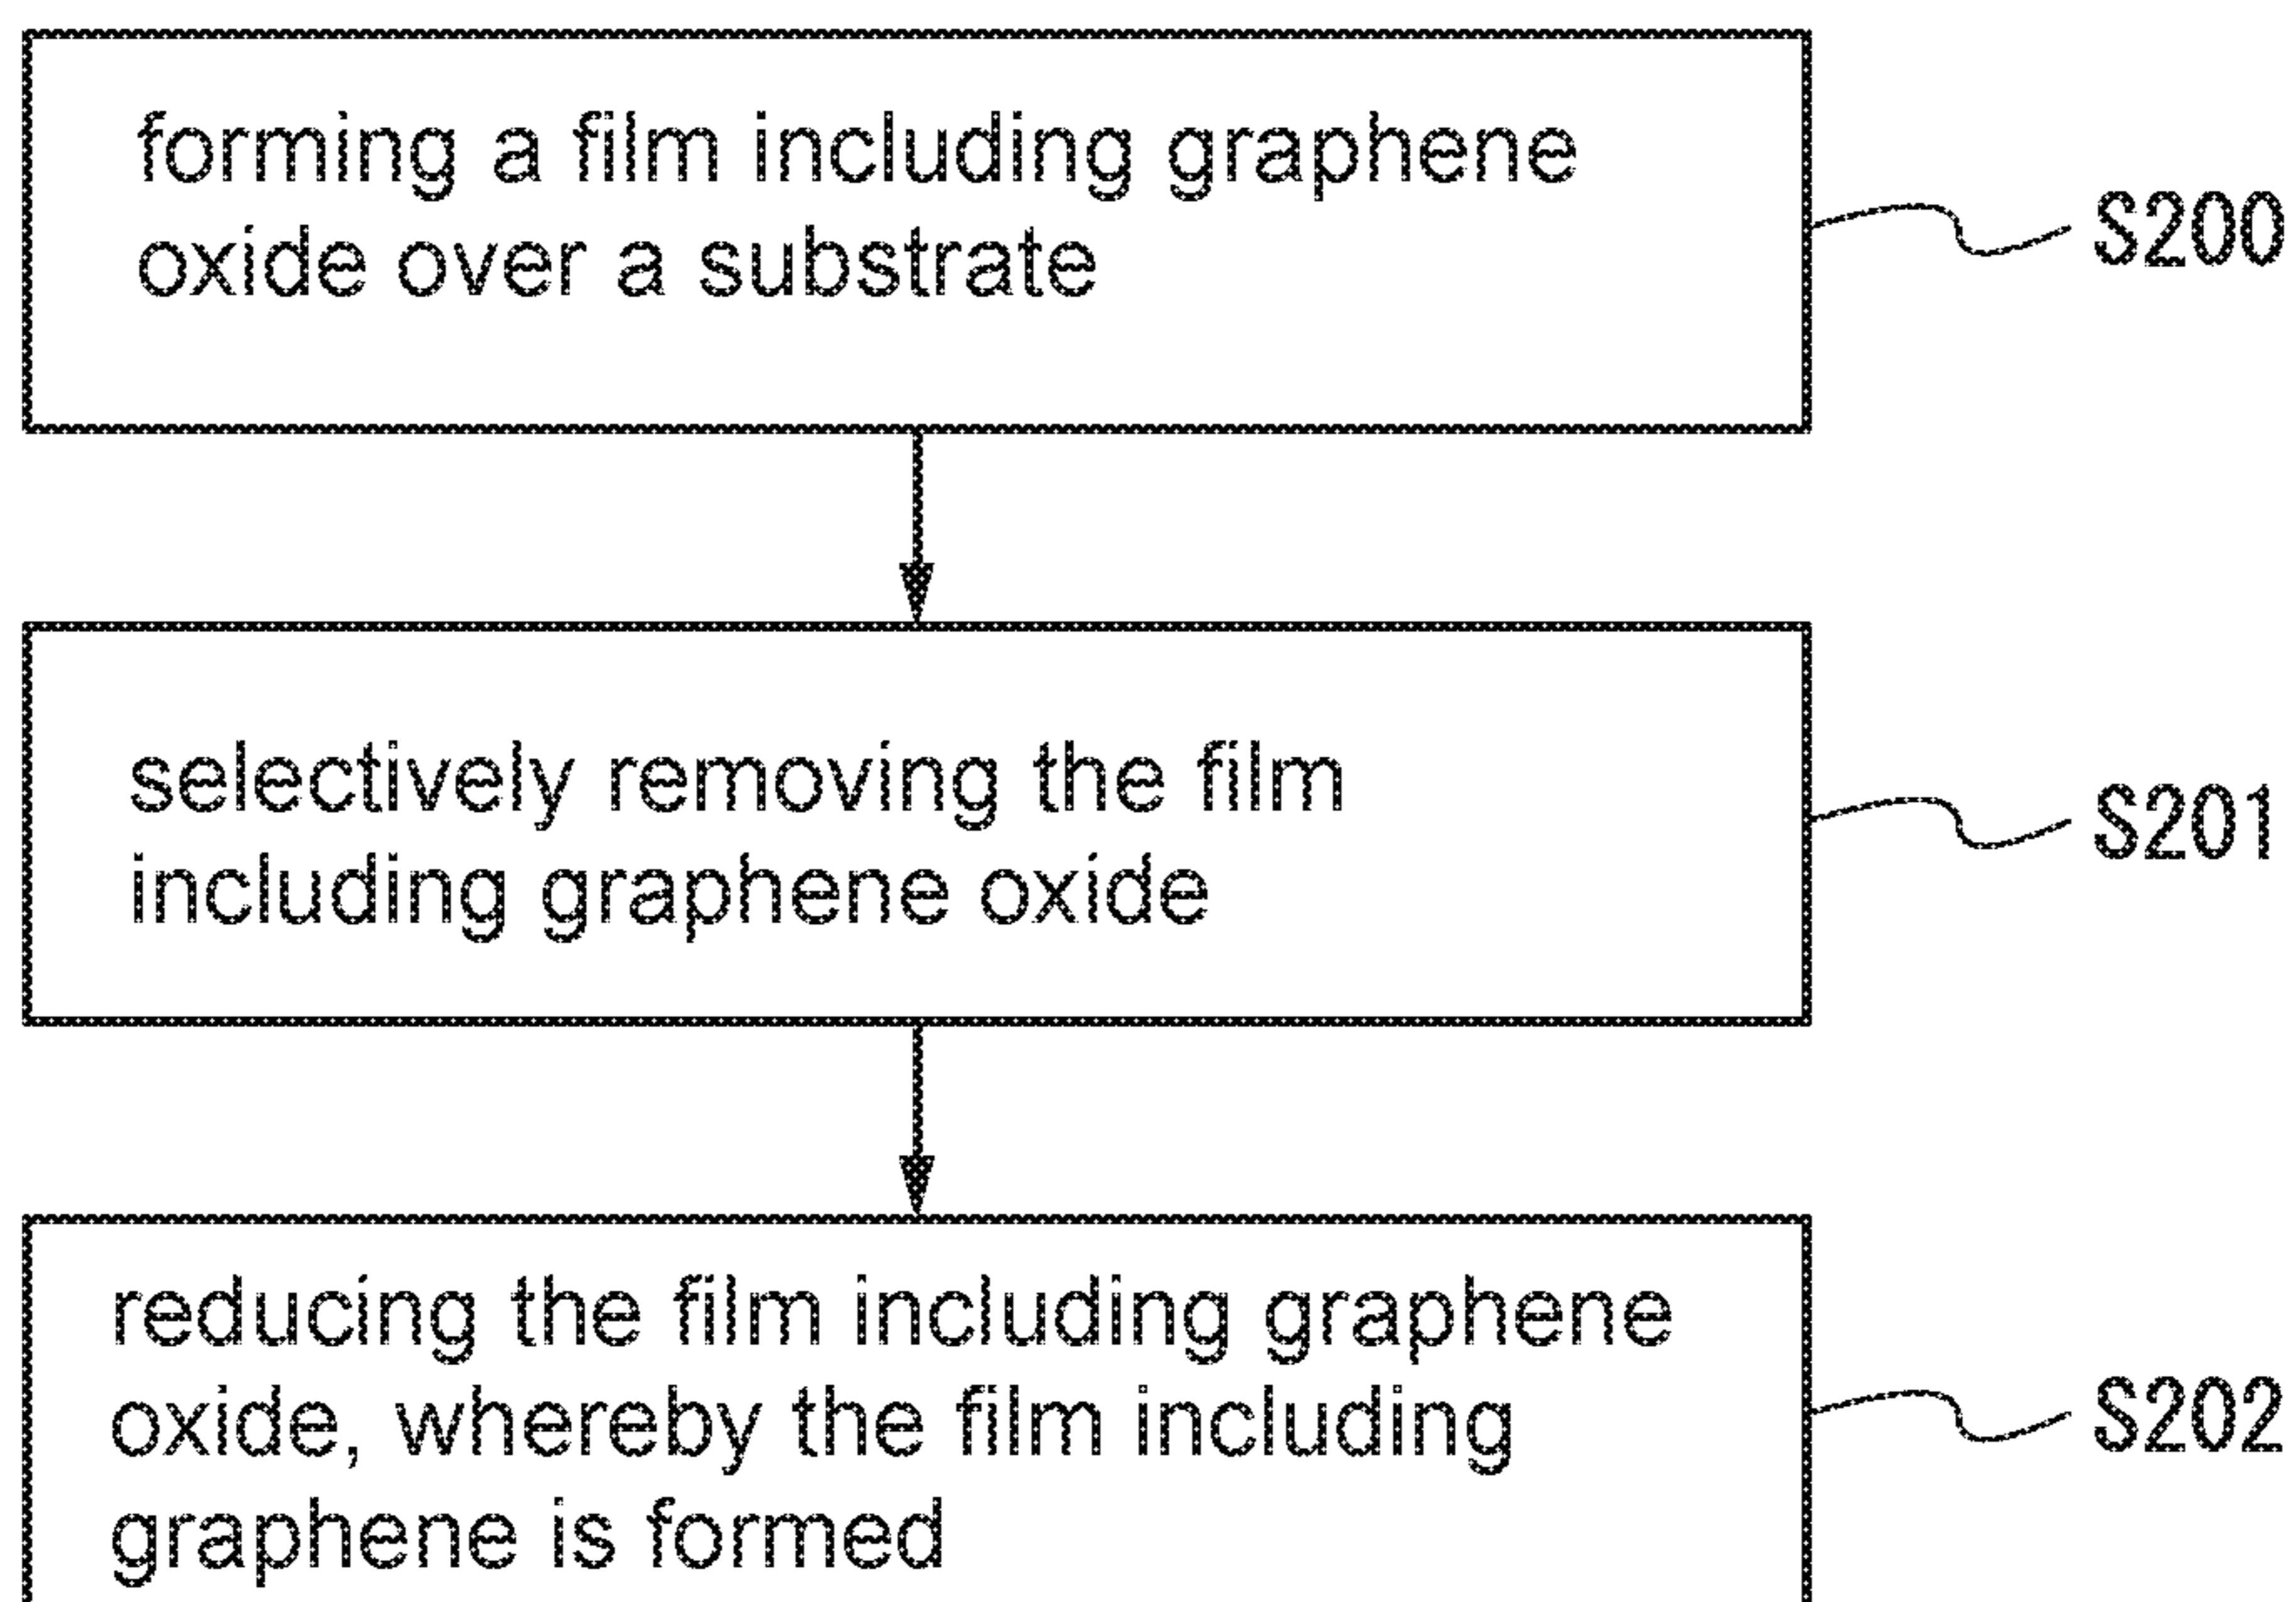 forming a film including graphene
oxide over a substrate
S200
selectively removing the film
including graphene oxide
S201
reducing the film including graphene
oxide, whereby the film including
graphene is formed
S202